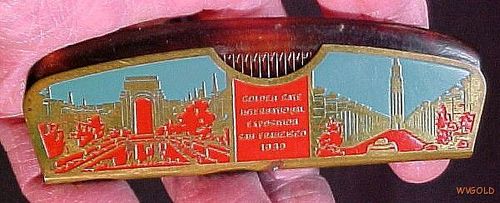 GOLDEN GATE
INTERNATIONAL
EXPOSITION
SAN FRANCISCO
1939
WVGOLD